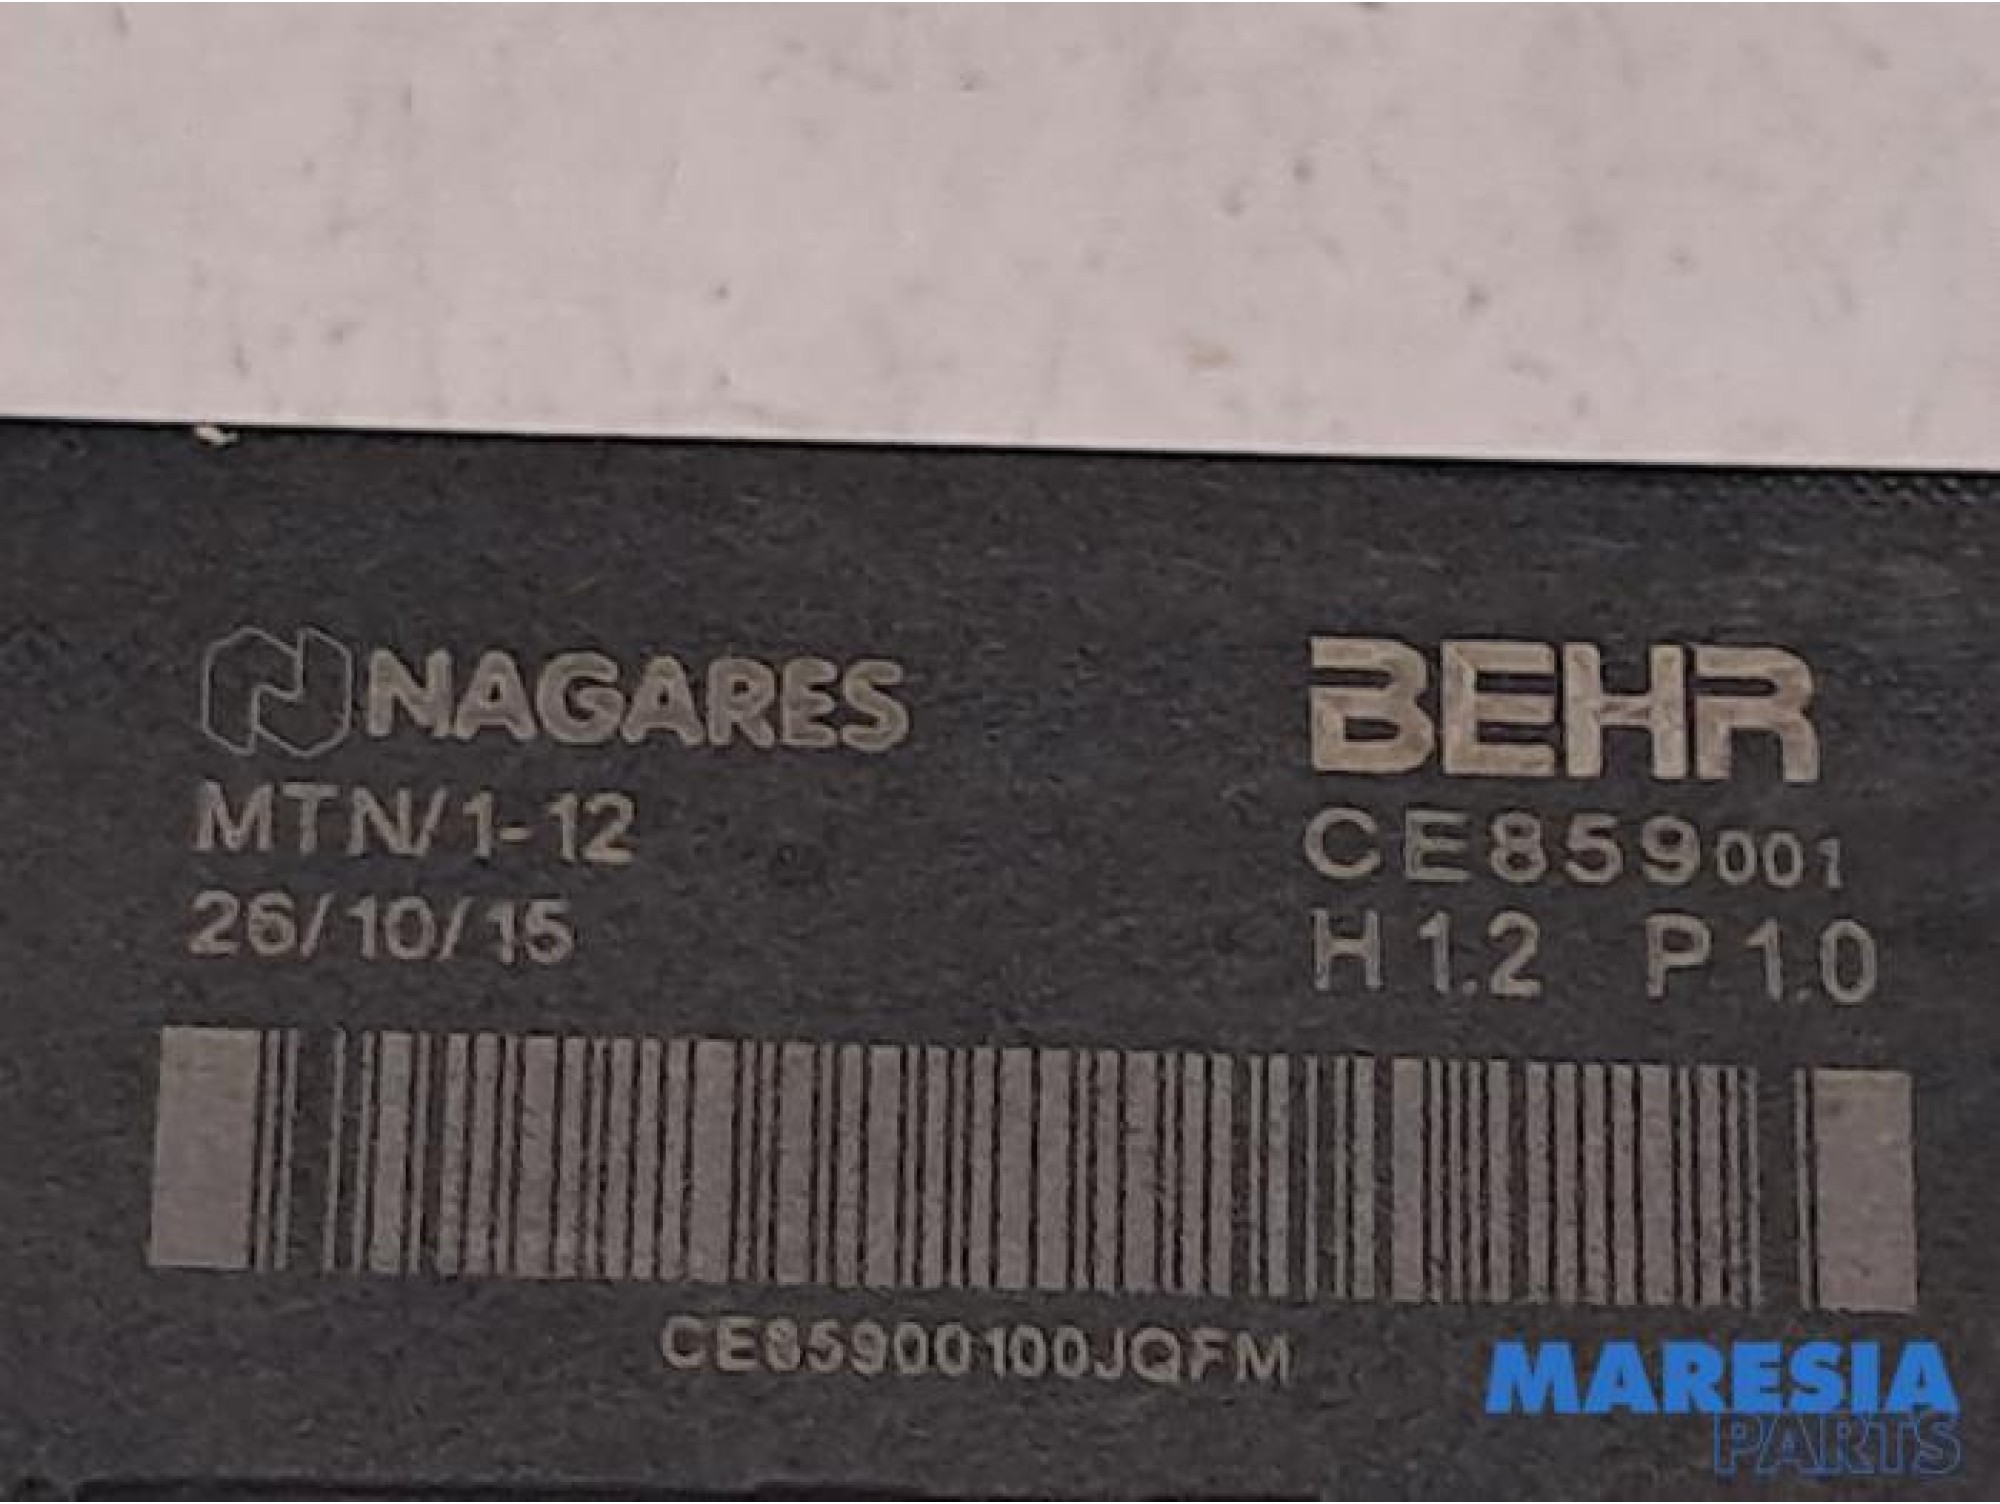 NAGARES
MTN/1-12
26/10/15
BEHR
CE859001
H1.2 P1.0
CE85900100JQFM
MARESIA
PARTS